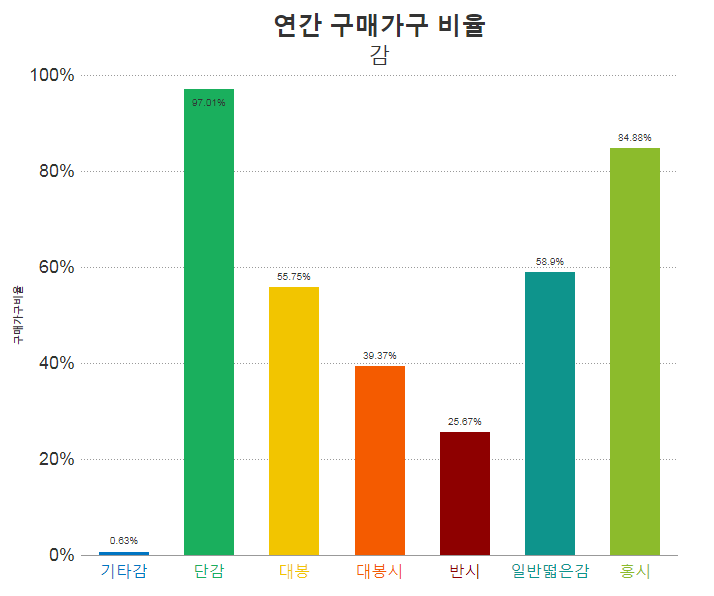 연간 구매가구 비율
감
100%
80%
60%
40%
20%
0%
구매가구비율
0.63%
97.01%
55.75%
39.37%
25.67%
58.9%
84.88%
기타감
단감
대봉
대봉시
반시
일반떫은감
홍시